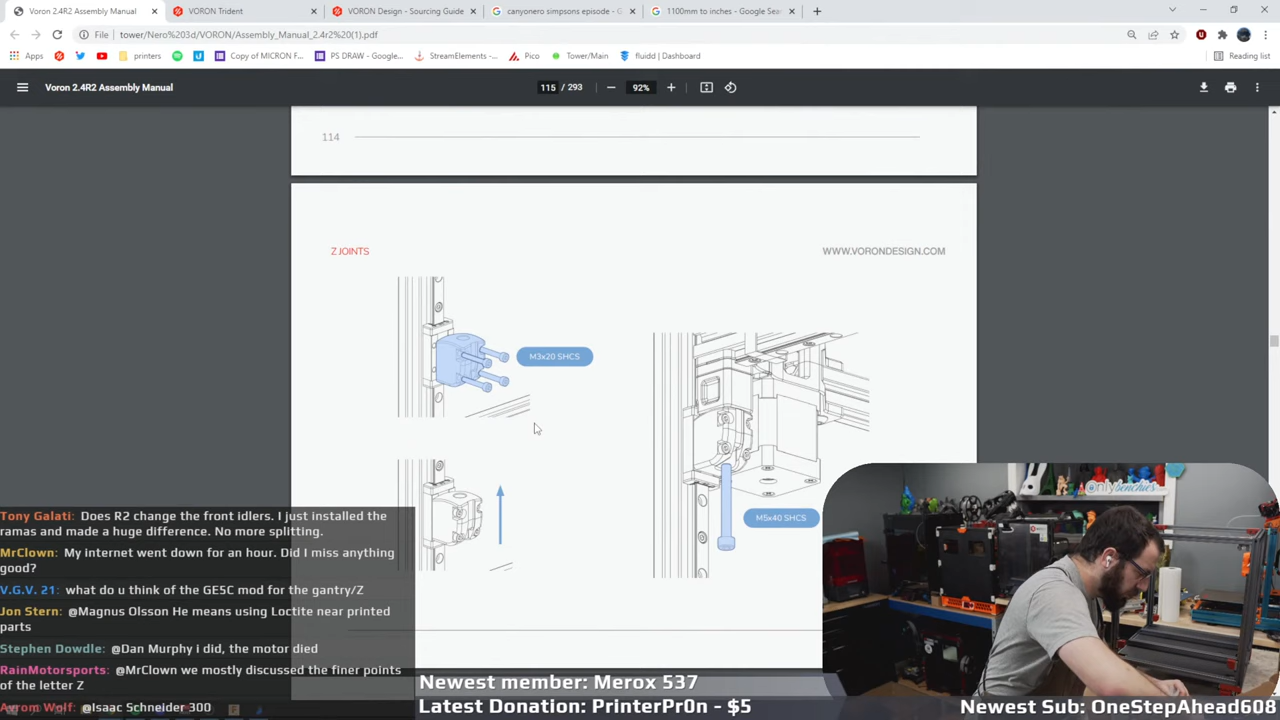 Voron 2.4R2 Assembly Manual
VORON Trident
VORON Design - Sourcing Guide
canyonero simpsons episode - G
1100mm to inches - Google Sea
File
tower/Nero%203d/VORON/Assembly_Manual_2.4r2%20(1).pdf
Apps
printers
Copy of MICRON F...
PS DRAW - Google...
StreamElements -...
Pico
Tower/Main
fluidd | Dashboard
Reading list
Voron 2.4R2 Assembly Manual
115 / 293
92%
114
Z JOINTS
WWW.VORONDESIGN.COM
M3x20 SHCS
M5x40 SHCS
@onlybenchies
Tony Galati: Does R2 change the front idlers. I just installed the
ramas and made a huge difference. No more splitting.
MrClown: My internet went down for an hour. Did I miss anything
good?
V.G.V. 21: what do u think of the GE5C mod for the gantry/Z
Jon Stern: @Magnus Olsson He means using Loctite near printed
parts
Stephen Dowdle: @Dan Murphy i did, the motor died
RainMotorsports: @MrClown we mostly discussed the finer points
of the letter Z
Aaron Wolf: @Isaac Schneider 300
Newest member: Merox 537
Latest Donation: PrinterPr0n - $5
Newest Sub: OneStepAhead608